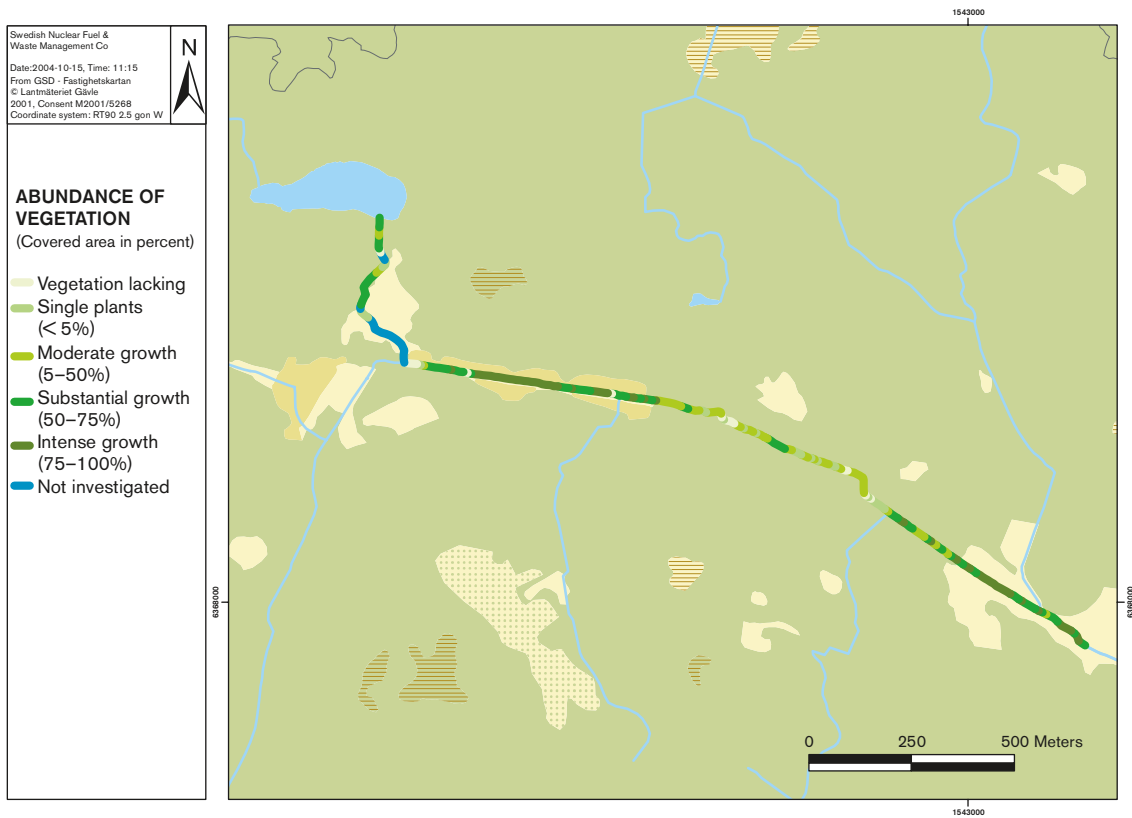 Swedish Nuclear Fuel &
Waste Management Co
Date:2004-10-15, Time: 11:15
From GSD - Fastighetskartan
© Lantmäteriet Gävle
2001, Consent M2001/5268
Coordinate system: RT90 2.5 gon W
N
ABUNDANCE OF
VEGETATION
(Covered area in percent)
Vegetation lacking
Single plants
(< 5%)
Moderate growth
(5–50%)
Substantial growth
(50–75%)
Intense growth
(75–100%)
Not investigated
1543000
6368000
6368000
0 250 500 Meters
1543000